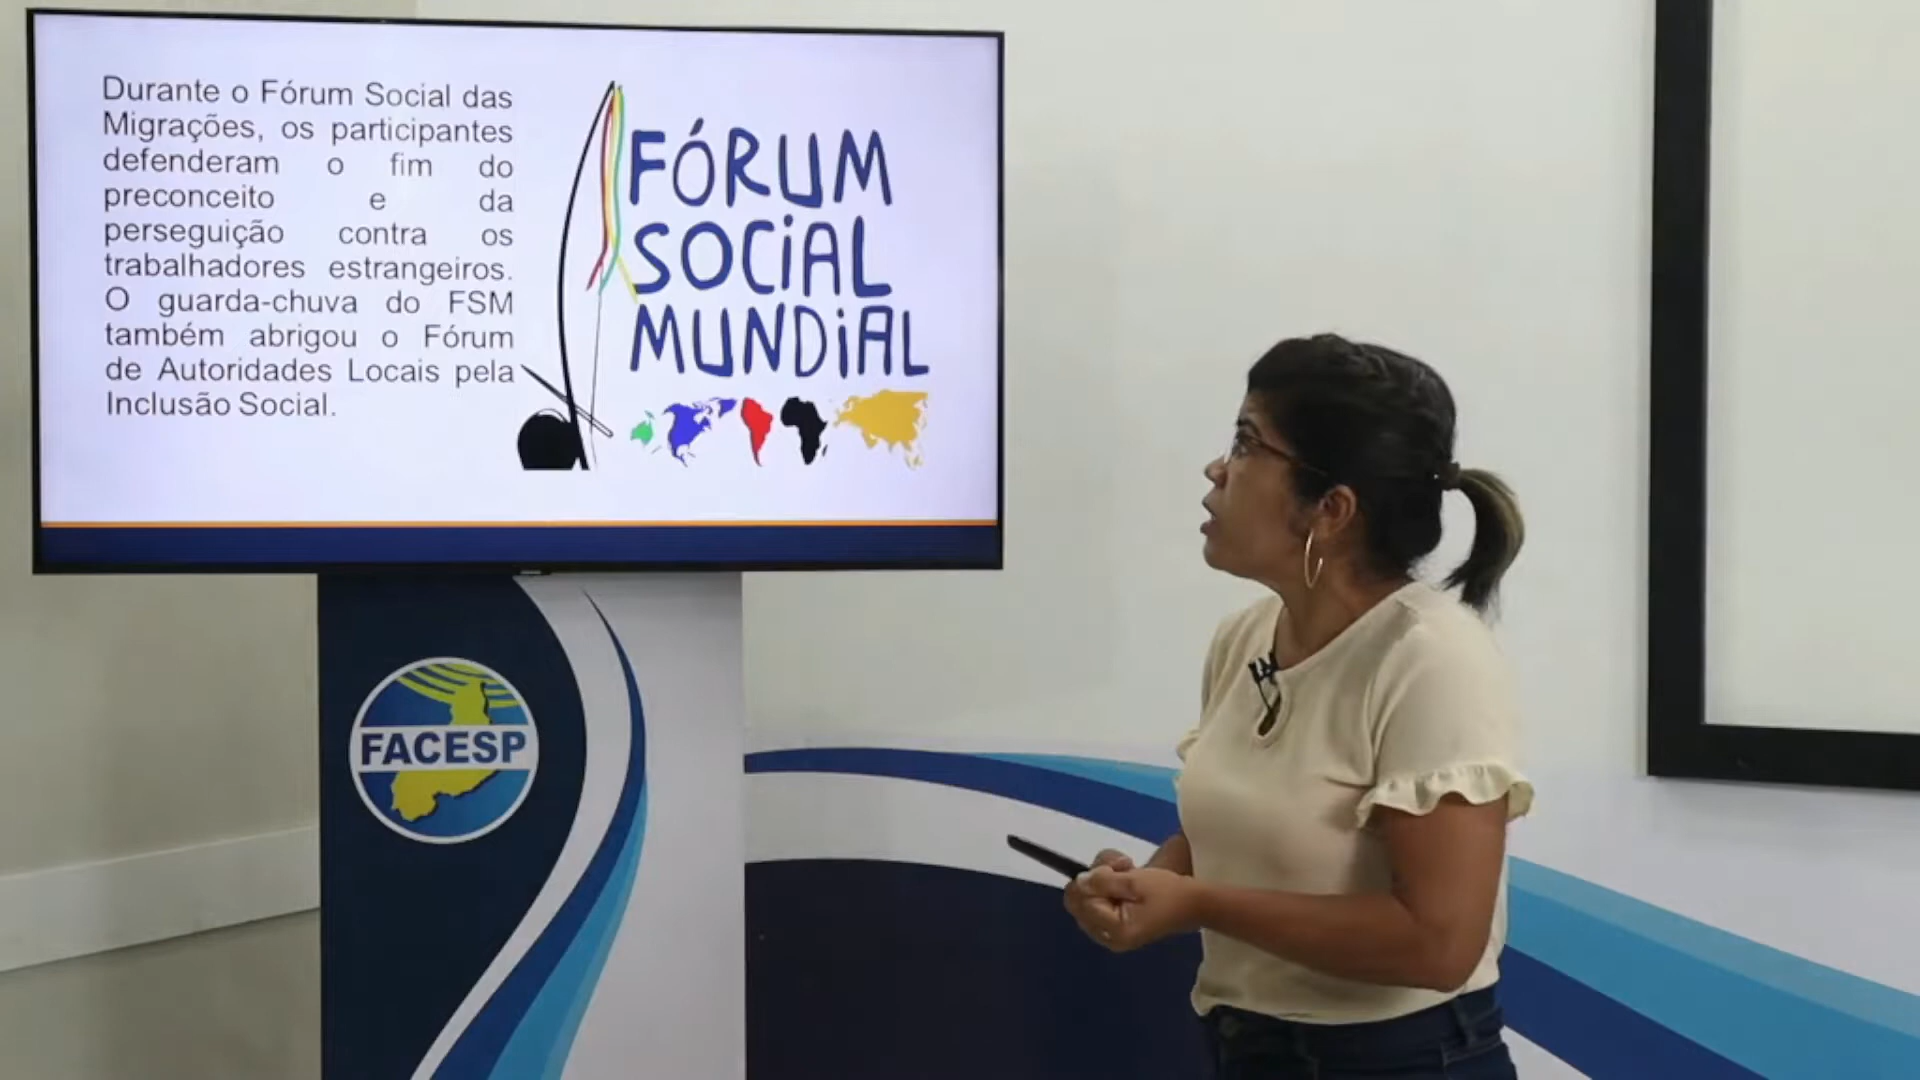 Durante o Fórum Social das
Migrações, os participantes
defenderam o fim do
preconceito e da
perseguição contra os
trabalhadores estrangeiros.
O guarda-chuva do FSM
também abrigou o Fórum
de Autoridades Locais pela
Inclusão Social.
FÓRUM
SOCiAL
MUNDiAL
FACESP